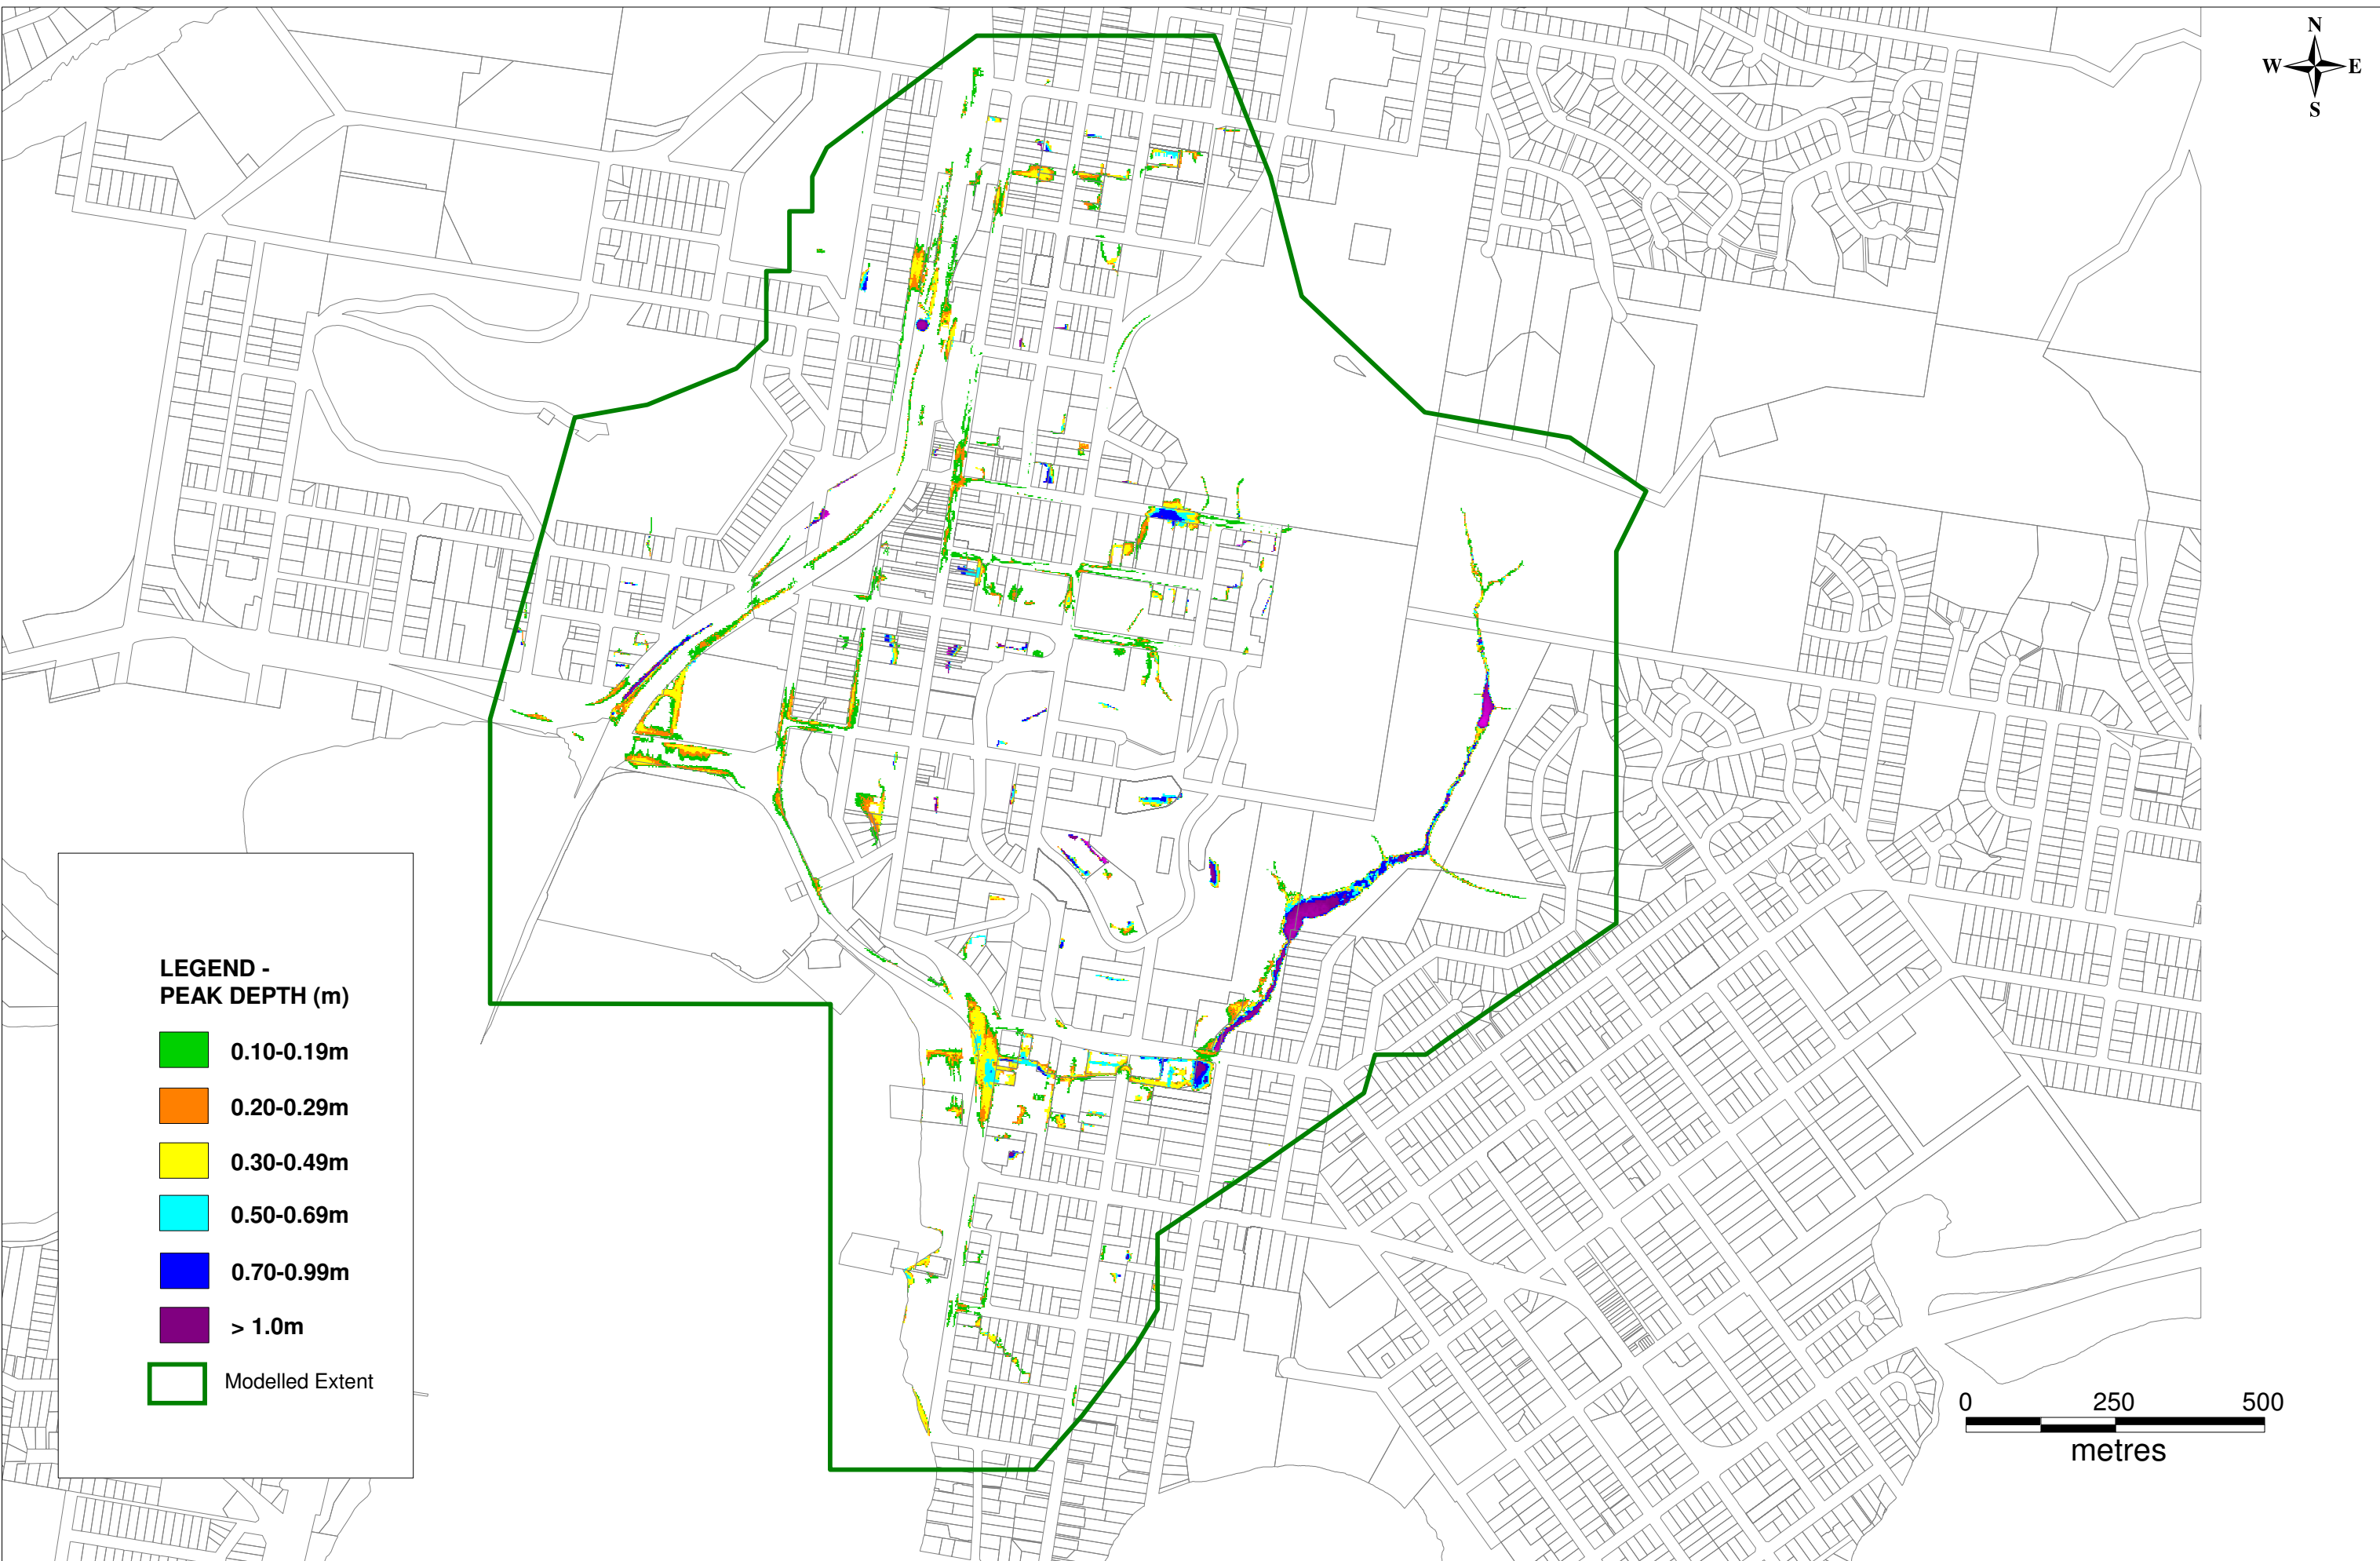 N
W E
S
LEGEND -
PEAK DEPTH (m)
0.10-0.19m
0.20-0.29m
0.30-0.49m
0.50-0.69m
0.70-0.99m
> 1.0m
Modelled Extent
0 250 500
metres